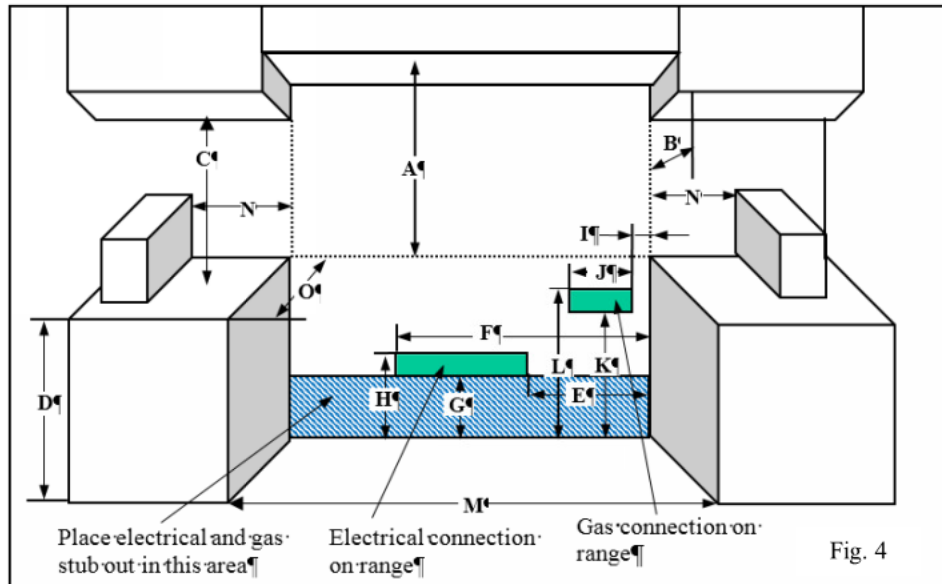 A¶
B¶
C¶
N
N
I¶
J¶
O¶
F¶
L¶
K¶
D¶
H¶
G¶
E¶
M¶
Place·electrical·and·gas·
stub·out·in·this·area¶
Electrical·connection·
on·range¶
Gas·connection·on·
range¶
Fig. 4